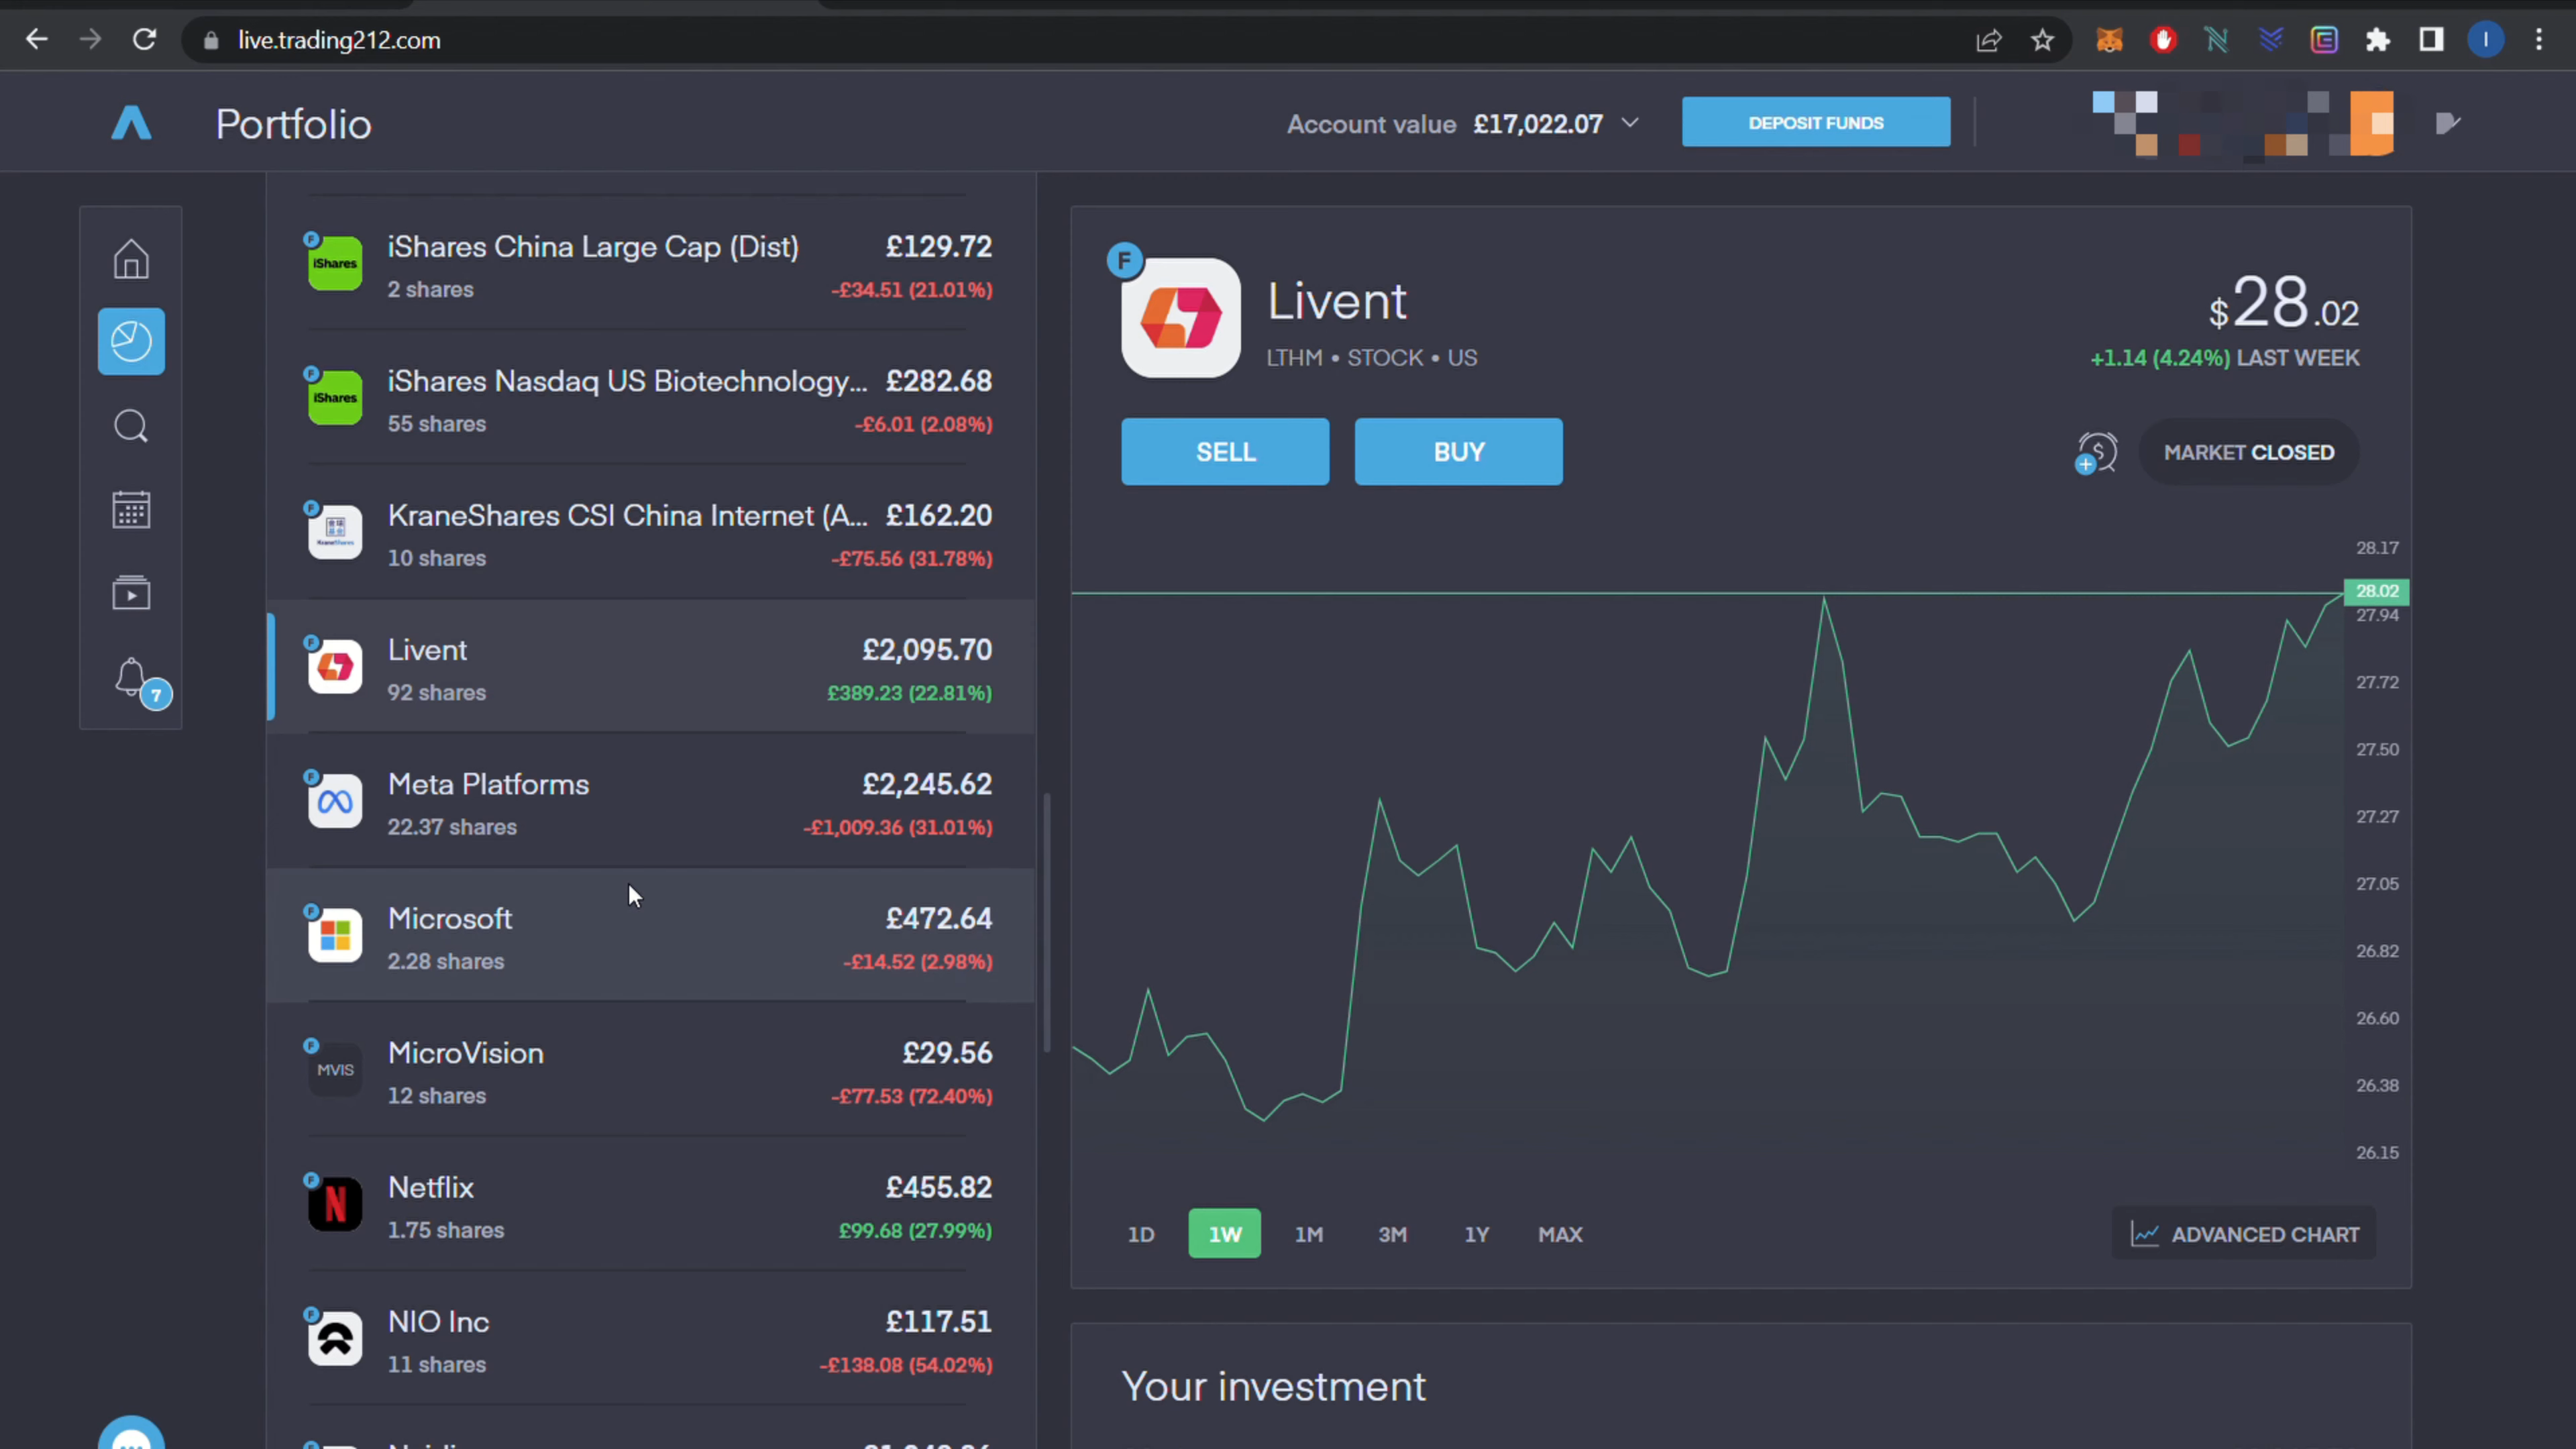 live.trading212.com
I
Portfolio
Account value £17,022.07
DEPOSIT FUNDS
iShares
iShares China Large Cap (Dist) £129.72
2 shares -£34.51 (21.01%)
iShares
iShares Nasdaq US Biotechnology... £282.68
55 shares -£6.01 (2.08%)
KraneShares
KraneShares CSI China Internet (A... £162.20
10 shares -£75.56 (31.78%)
Livent £2,095.70
92 shares £389.23 (22.81%)
Meta Platforms £2,245.62
22.37 shares -£1,009.36 (31.01%)
Microsoft £472.64
2.28 shares -£14.52 (2.98%)
MVIS
MicroVision £29.56
12 shares -£77.53 (72.40%)
Netflix £455.82
1.75 shares £99.68 (27.99%)
NIO Inc £117.51
11 shares -£138.08 (54.02%)
7
F
Livent
LTHM • STOCK • US
$28.02
+1.14 (4.24%) LAST WEEK
SELL
BUY
MARKET CLOSED
28.17
28.02
27.94
27.72
27.50
27.27
27.05
26.82
26.60
26.38
26.15
1D 1W 1M 3M 1Y MAX
ADVANCED CHART
Your investment